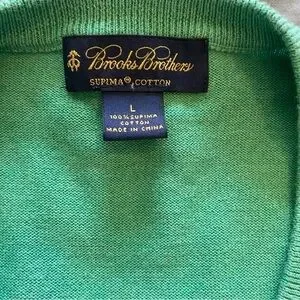 Brooks Brothers
SUPIMA® COTTON
L
100% SUPIMA
COTTON
MADE IN CHINA